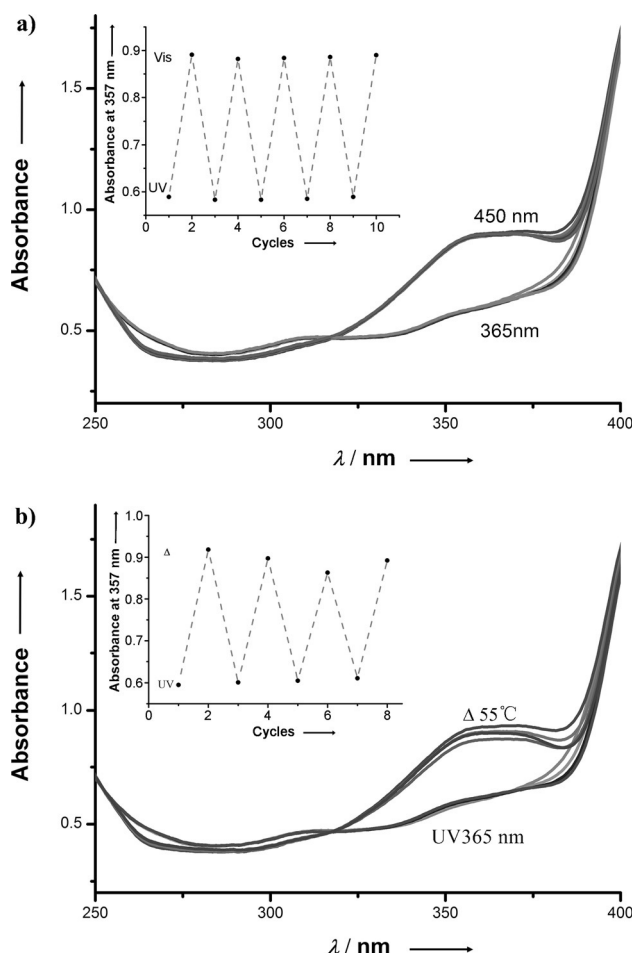 a)
Absorbance
1.5
1.0
0.5
250
300
350
400
λ / nm
450 nm
365nm
Absorbance at 357 nm
0.9
0.8
0.7
0.6
Vis
UV
0
2
4
6
8
10
Cycles
b)
Absorbance
1.5
1.0
0.5
250
300
350
400
λ / nm
Δ 55℃
UV365 nm
Absorbance at 357 nm
1.0
0.9
0.8
0.7
0.6
Δ
UV
0
2
4
6
8
Cycles